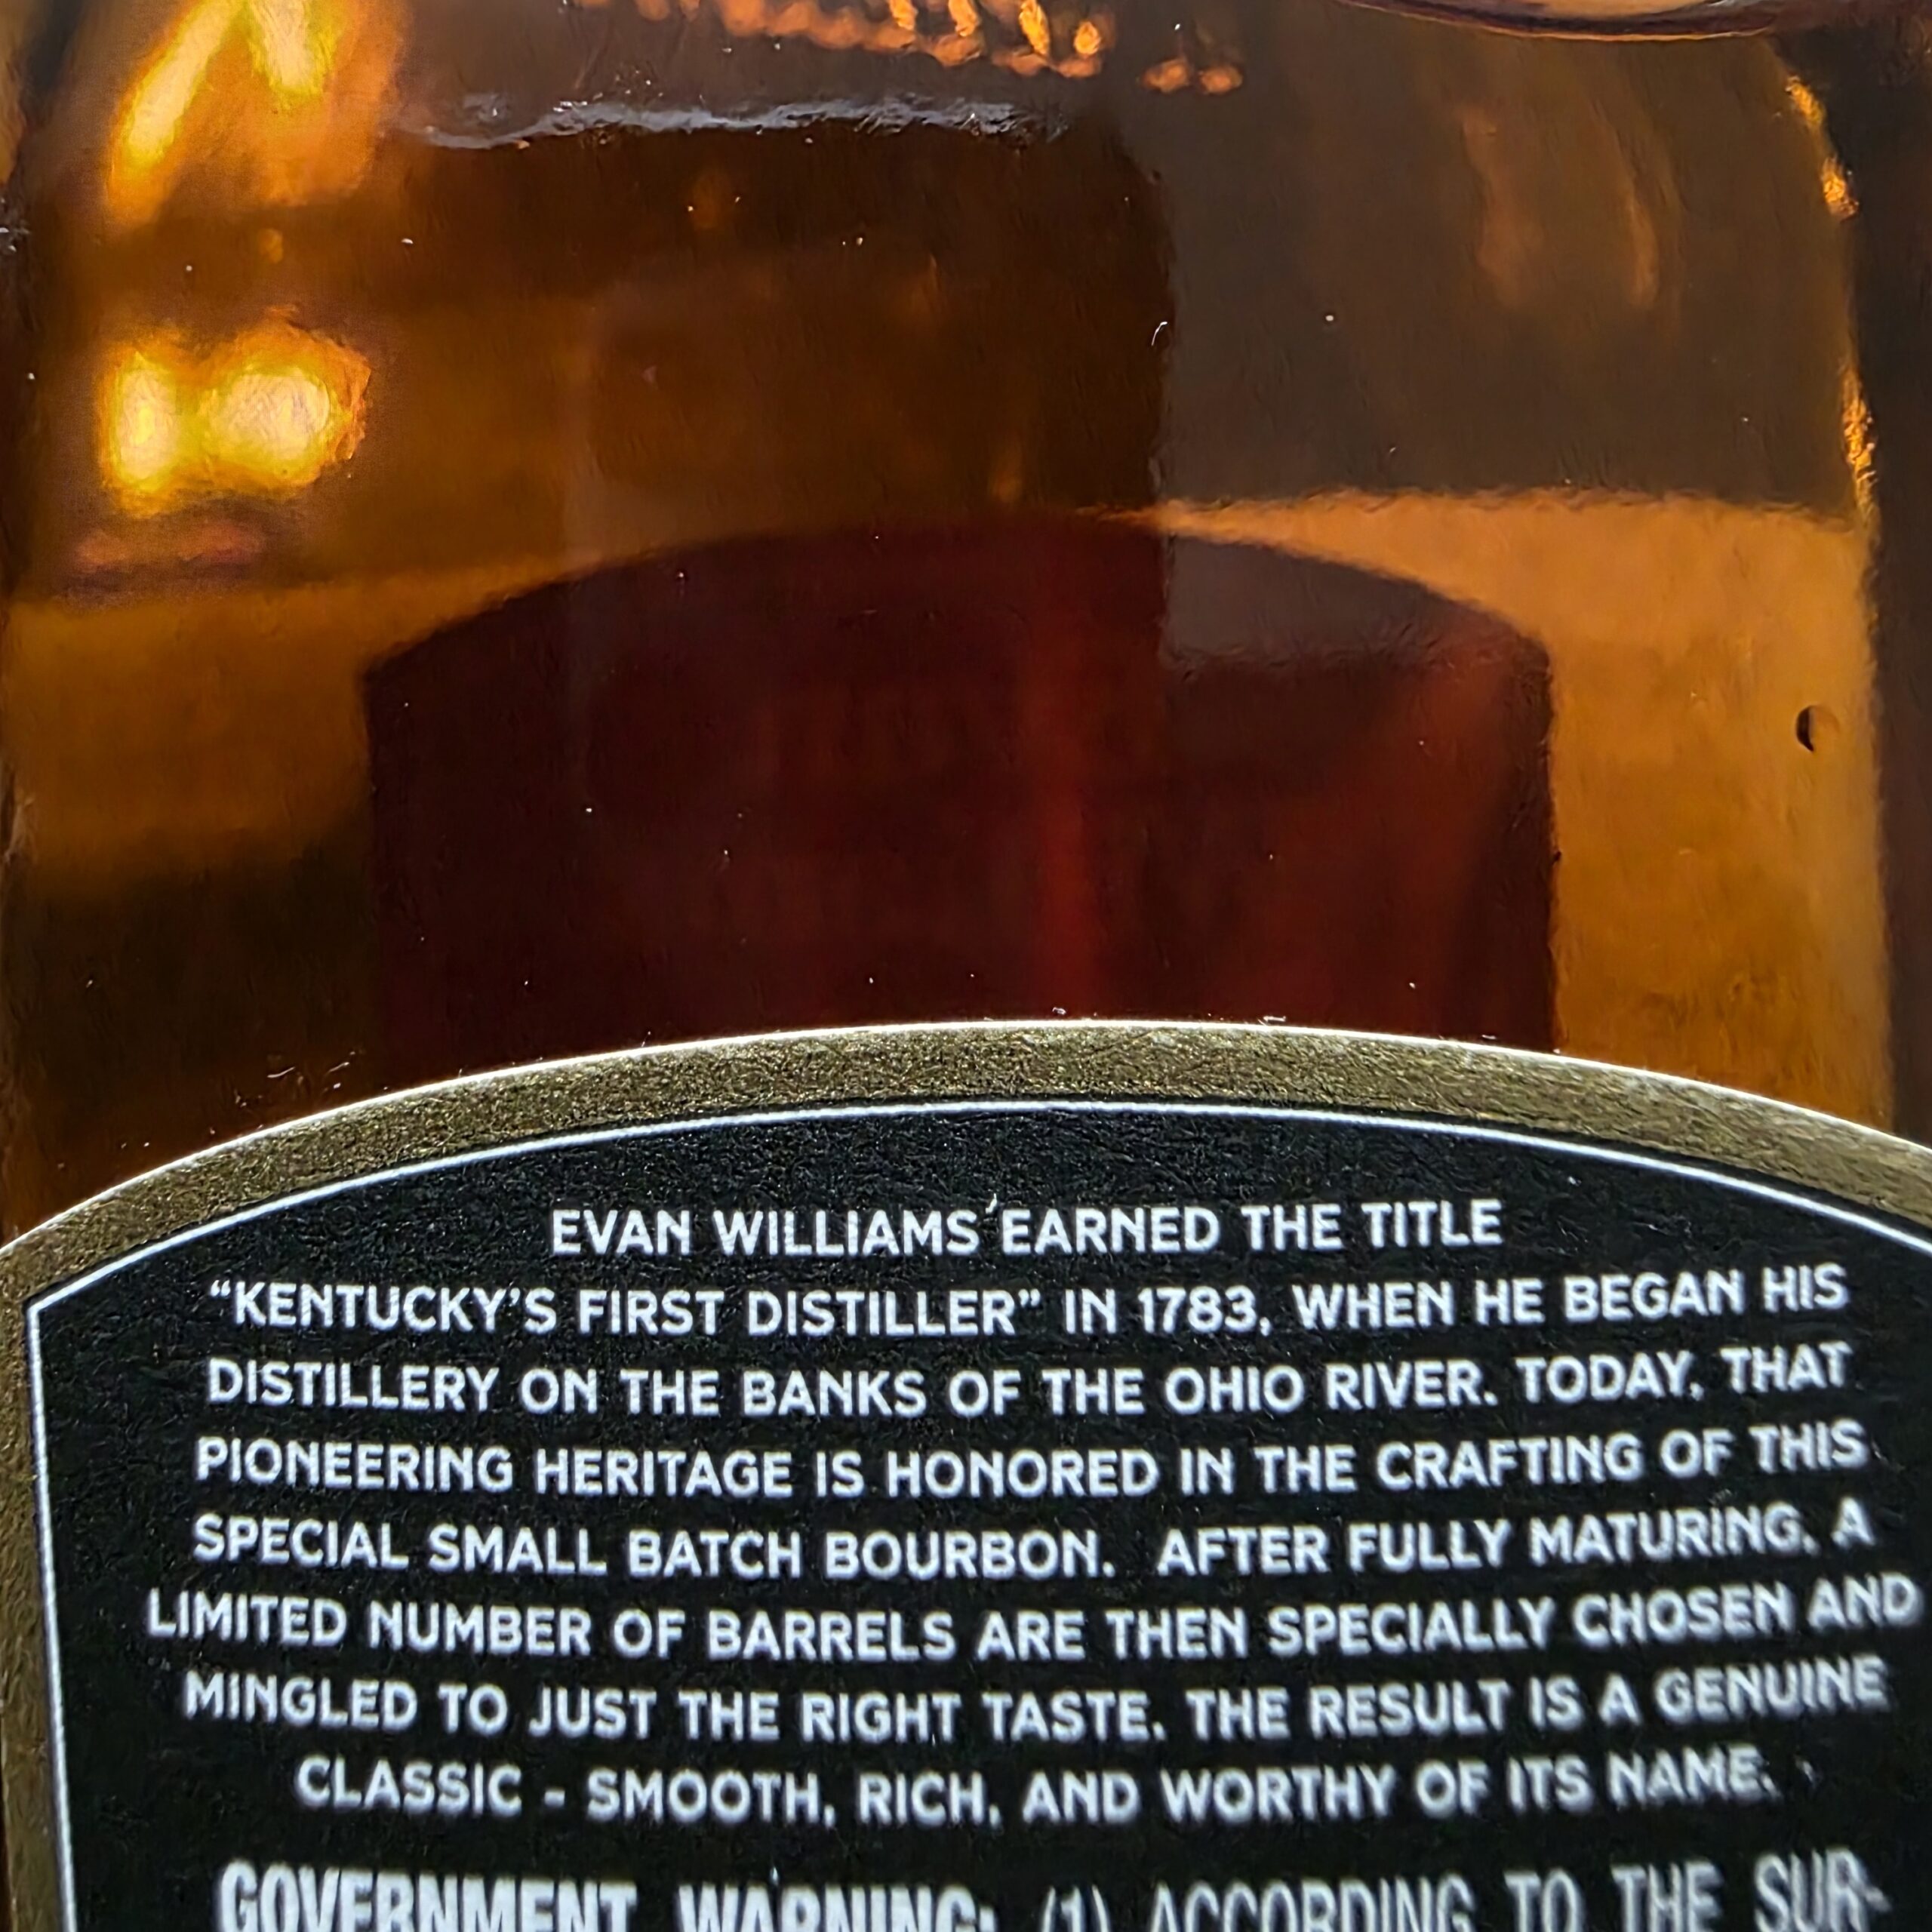 EVAN WILLIAMS EARNED THE TITLE
“KENTUCKY’S FIRST DISTILLER” IN 1783, WHEN HE BEGAN HIS
DISTILLERY ON THE BANKS OF THE OHIO RIVER. TODAY, THAT
PIONEERING HERITAGE IS HONORED IN THE CRAFTING OF THIS
SPECIAL SMALL BATCH BOURBON. AFTER FULLY MATURING, A
LIMITED NUMBER OF BARRELS ARE THEN SPECIALLY CHOSEN AND
MINGLED TO JUST THE RIGHT TASTE. THE RESULT IS A GENUINE
CLASSIC - SMOOTH, RICH, AND WORTHY OF ITS NAME.
GOVERNMENT WARNING: (1) ACCORDING TO THE SUR-